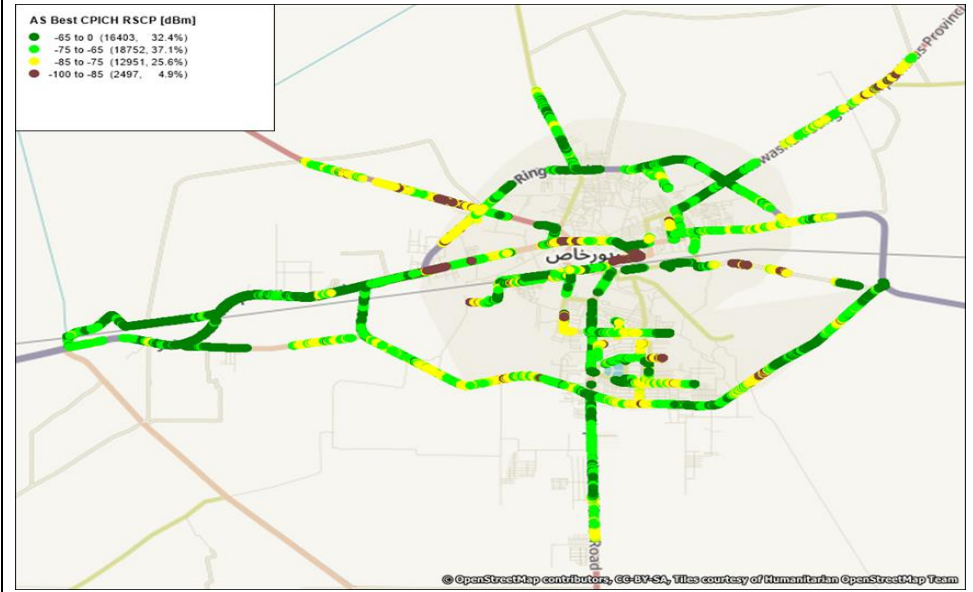 AS Best CPICH RSCP [dBm]
-65 to 0 (16403, 32.4%)
-75 to -65 (18752, 37.1%)
-85 to -75 (12951, 25.6%)
-100 to -85 (2497, 4.9%)
Ring
Road
© OpenStreetMap contributors, CC-BY-SA, Tiles courtesy of Humanitarian OpenStreetMap Team